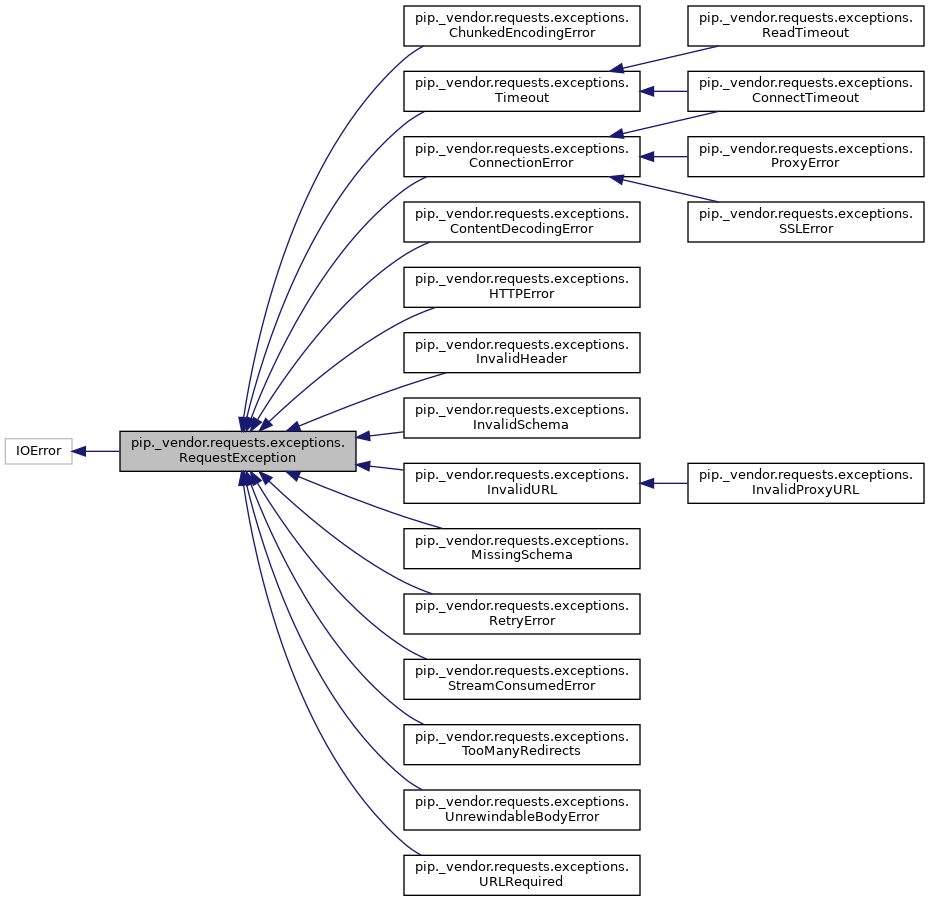 pip._vendor.requests.exceptions.
ChunkedEncodingError
pip._vendor.requests.exceptions.
ReadTimeout
pip._vendor.requests.exceptions.
Timeout
pip._vendor.requests.exceptions.
ConnectTimeout
pip._vendor.requests.exceptions.
ConnectionError
pip._vendor.requests.exceptions.
ProxyError
pip._vendor.requests.exceptions.
ContentDecodingError
pip._vendor.requests.exceptions.
SSLError
pip._vendor.requests.exceptions.
HTTPError
pip._vendor.requests.exceptions.
InvalidHeader
pip._vendor.requests.exceptions.
InvalidSchema
IOError
pip._vendor.requests.exceptions.
RequestException
pip._vendor.requests.exceptions.
InvalidURL
pip._vendor.requests.exceptions.
InvalidProxyURL
pip._vendor.requests.exceptions.
MissingSchema
pip._vendor.requests.exceptions.
RetryError
pip._vendor.requests.exceptions.
StreamConsumedError
pip._vendor.requests.exceptions.
TooManyRedirects
pip._vendor.requests.exceptions.
UnrewindableBodyError
pip._vendor.requests.exceptions.
URLRequired